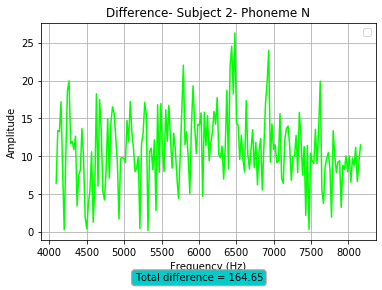 Difference- Subject 2- Phoneme N
Amplitude
25
20
15
10
5
0
4000 4500 5000 5500 6000 6500 7000 7500 8000
Frequency (Hz)
Total difference = 164.65